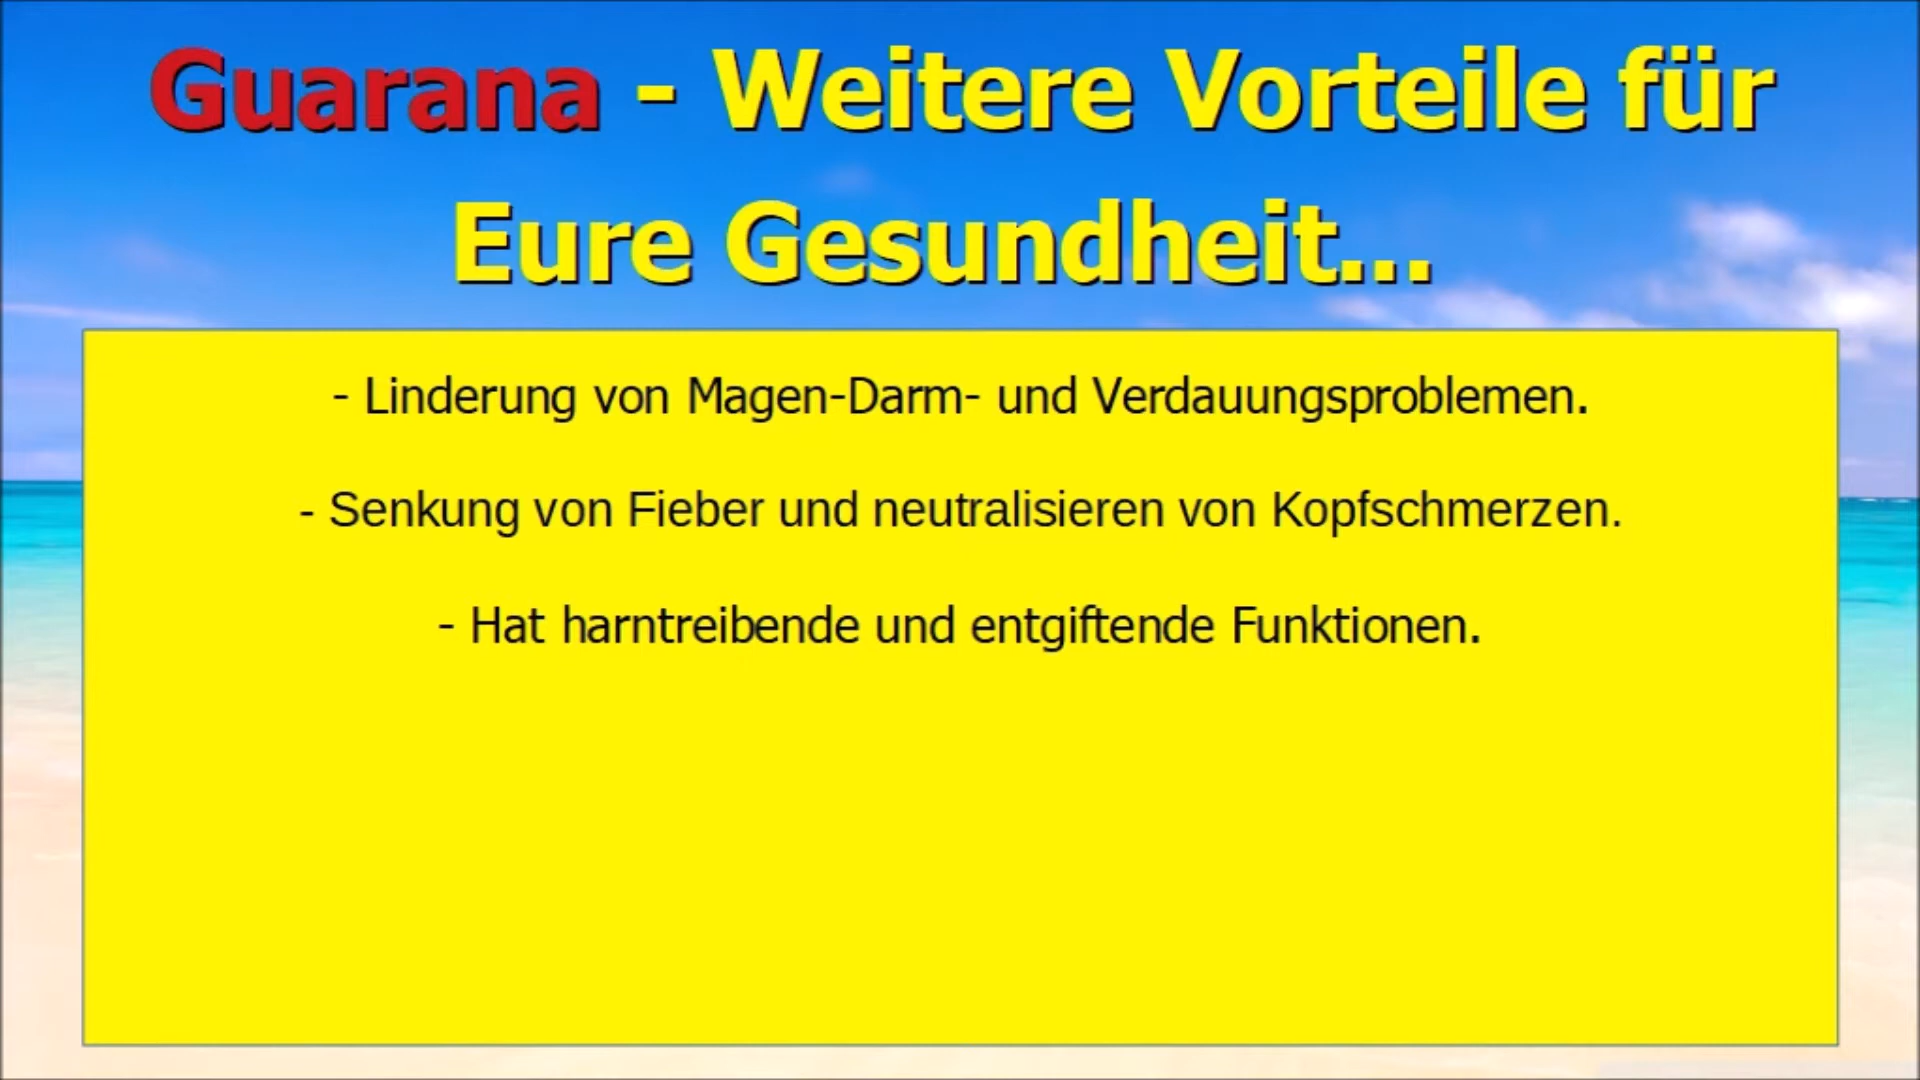 Guarana - Weitere Vorteile für
Eure Gesundheit...
- Linderung von Magen-Darm- und Verdauungsproblemen.
- Senkung von Fieber und neutralisieren von Kopfschmerzen.
- Hat harntreibende und entgiftende Funktionen.